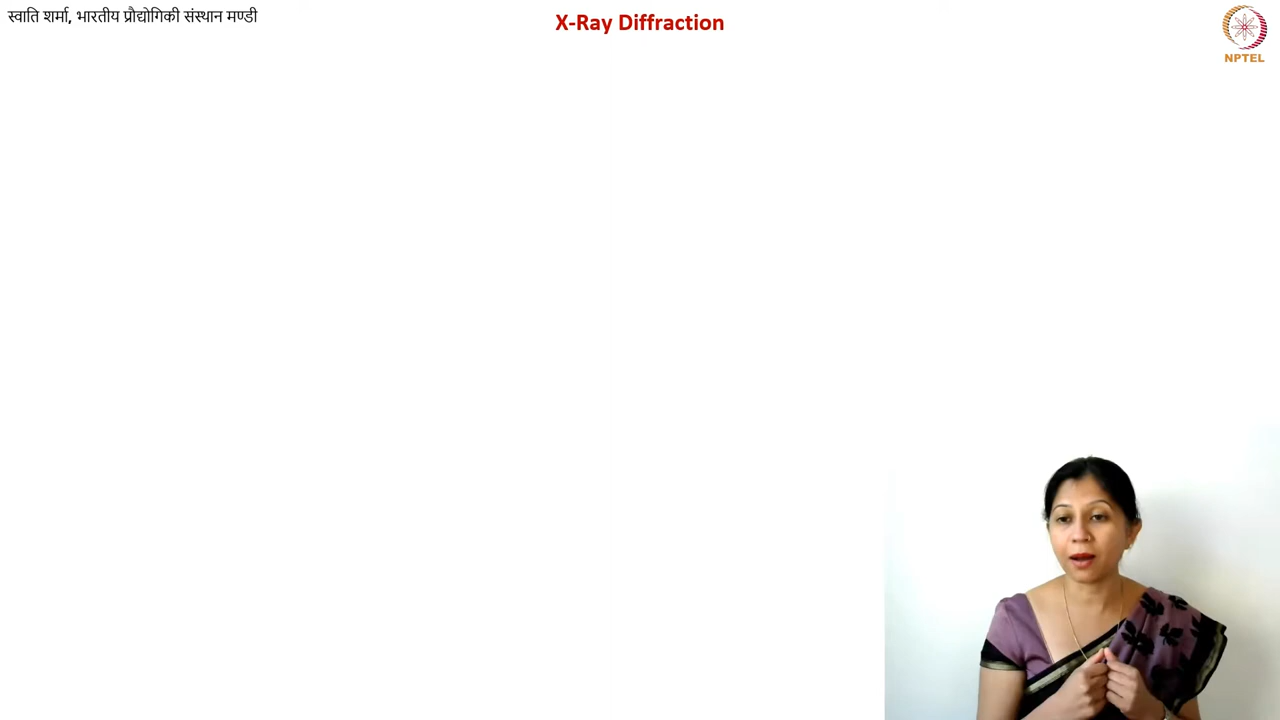 स्वाति शर्मा, भारतीय प्रौद्योगिकी संस्थान मण्डी
X-Ray Diffraction
NPTEL